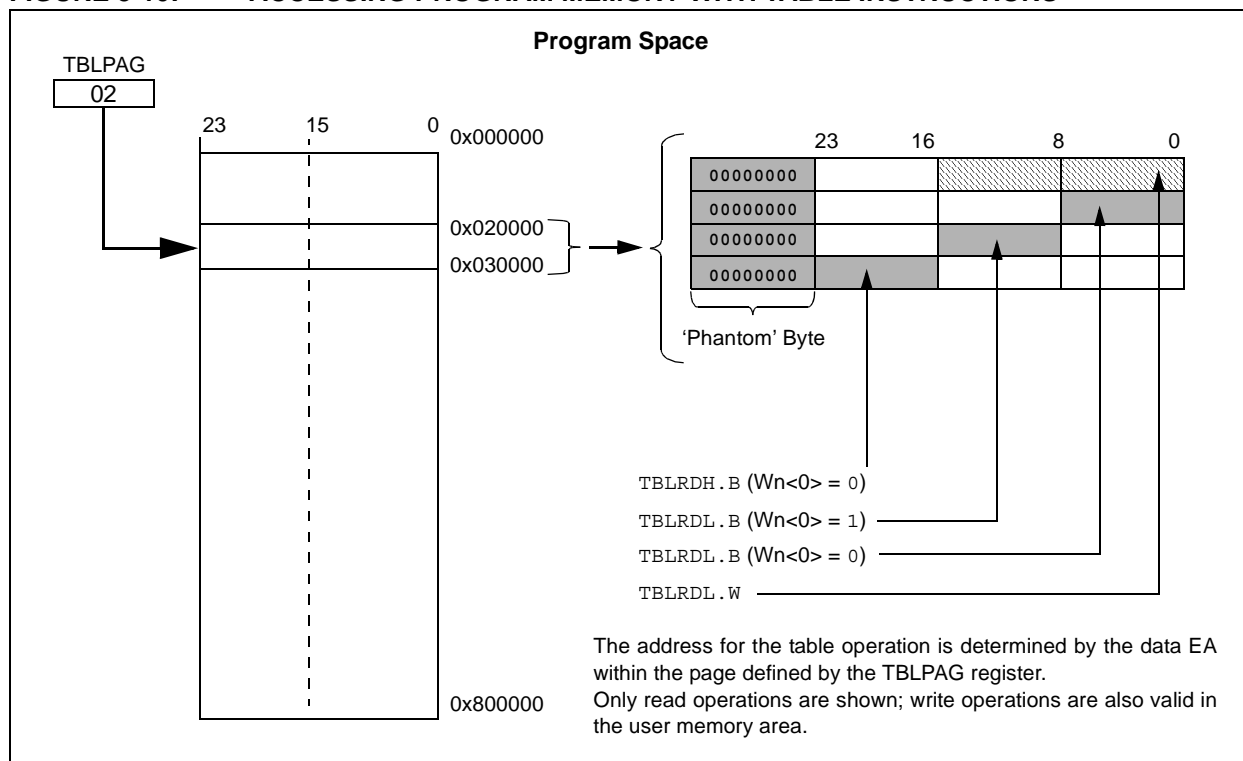 Program Space
TBLPAG
02
23 15 0
0x000000
0x020000
0x030000
0x800000
23 16 8 0
00000000
00000000
00000000
00000000
‘Phantom’ Byte
TBLRDH.B (Wn<0> = 0)
TBLRDL.B (Wn<0> = 1)
TBLRDL.B (Wn<0> = 0)
TBLRDL.W
The address for the table operation is determined by the data EA
within the page defined by the TBLPAG register.
Only read operations are shown; write operations are also valid in
the user memory area.